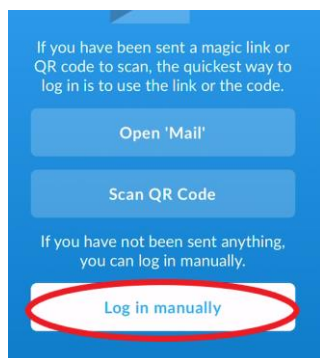 If you have been sent a magic link or
QR code to scan, the quickest way to
log in is to use the link or the code.
Open 'Mail'
Scan QR Code
If you have not been sent anything,
you can log in manually.
Log in manually